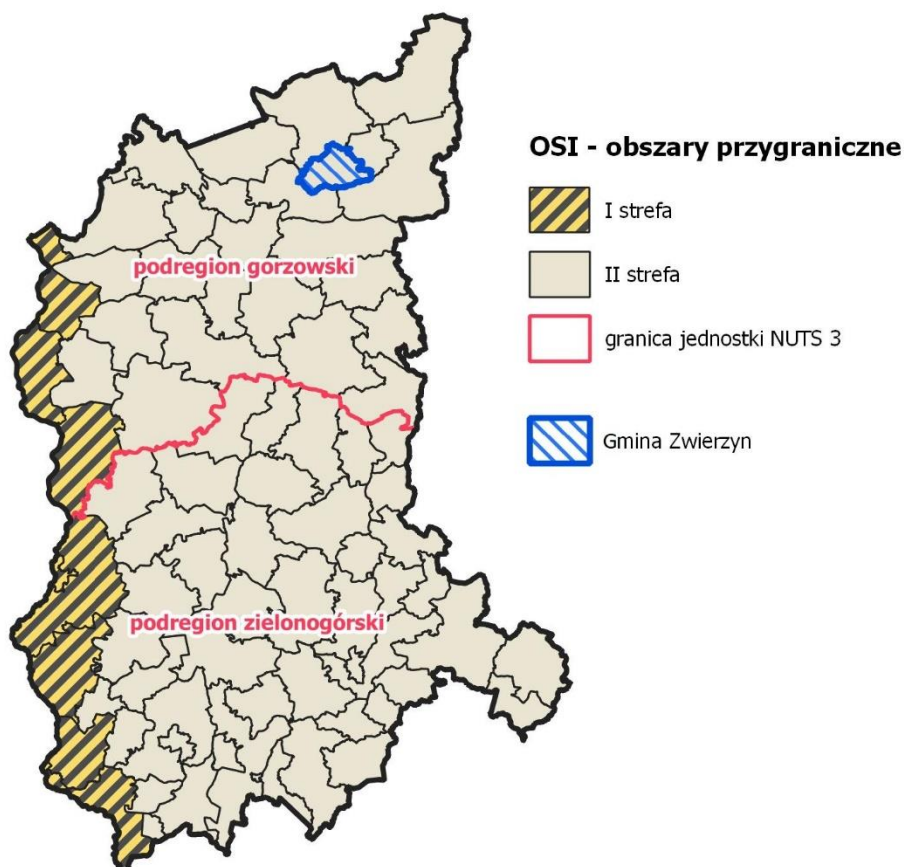 OSI - obszary przygraniczne
I strefa
II strefa
granica jednostki NUTS 3
Gmina Zwierzyn
podregion gorzowski
podregion zielonogórski